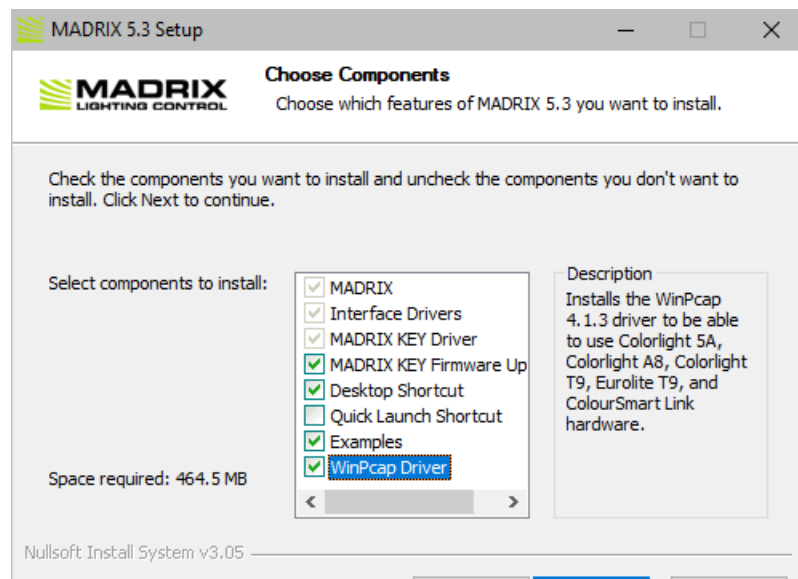 MADRIX 5.3 Setup
MADRIX
LIGHTING CONTROL
Choose Components
Choose which features of MADRIX 5.3 you want to install.
Check the components you want to install and uncheck the components you don't want to
install. Click Next to continue.
Select components to install:
MADRIX
Interface Drivers
MADRIX KEY Driver
MADRIX KEY Firmware Up
Desktop Shortcut
Quick Launch Shortcut
Examples
WinPcap Driver
Description
Installs the WinPcap
4.1.3 driver to be able
to use Colorlight 5A,
Colorlight A8, Colorlight
T9, Eurolite T9, and
ColourSmart Link
hardware.
Space required: 464.5 MB
Nullsoft Install System v3.05